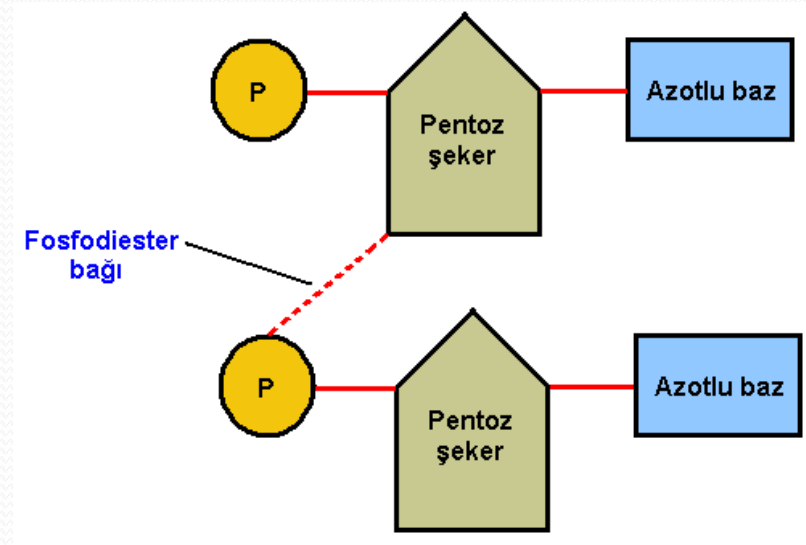 P
Pentoz
şeker
Azotlu baz
Fosfodiester
bağı
P
Pentoz
şeker
Azotlu baz